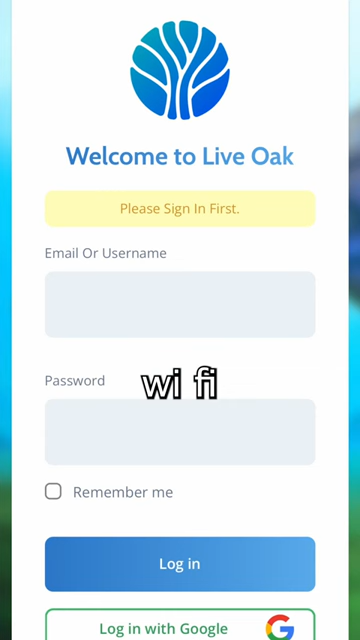 Welcome to Live Oak
Please Sign In First.
Email Or Username
Password
wi fi
Remember me
Log in
Log in with Google